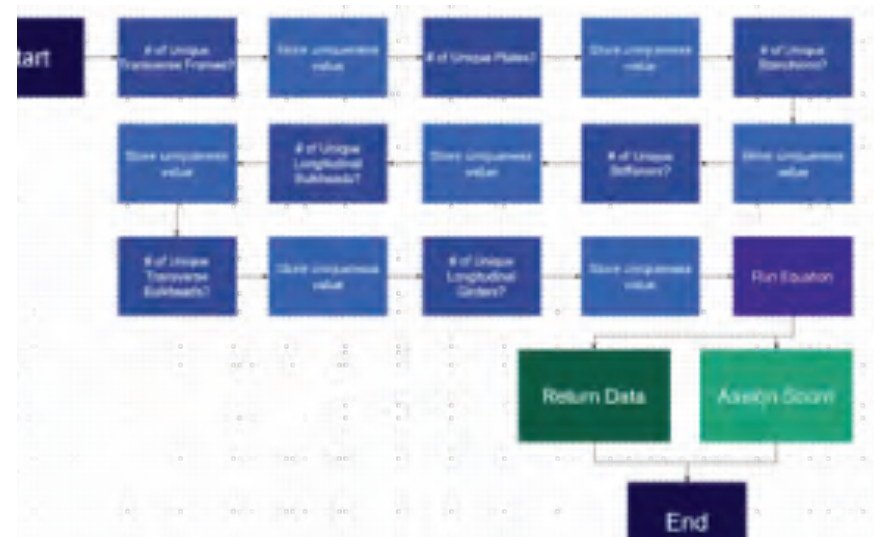 tart
# of Unique
Transverse Frames?
Store uniqueness
value
# of Unique Plates?
Store uniqueness
value
# of Unique
Stanchions?
Store uniqueness
value
# of Unique
Longitudinal
Bulkheads?
Store uniqueness
value
# of Unique
Stiffeners?
Store uniqueness
value
# of Unique
Transverse
Bulkheads?
Store uniqueness
value
# of Unique
Longitudinal
Girders?
Store uniqueness
value
Run Equation
Return Data
Assign Score
End